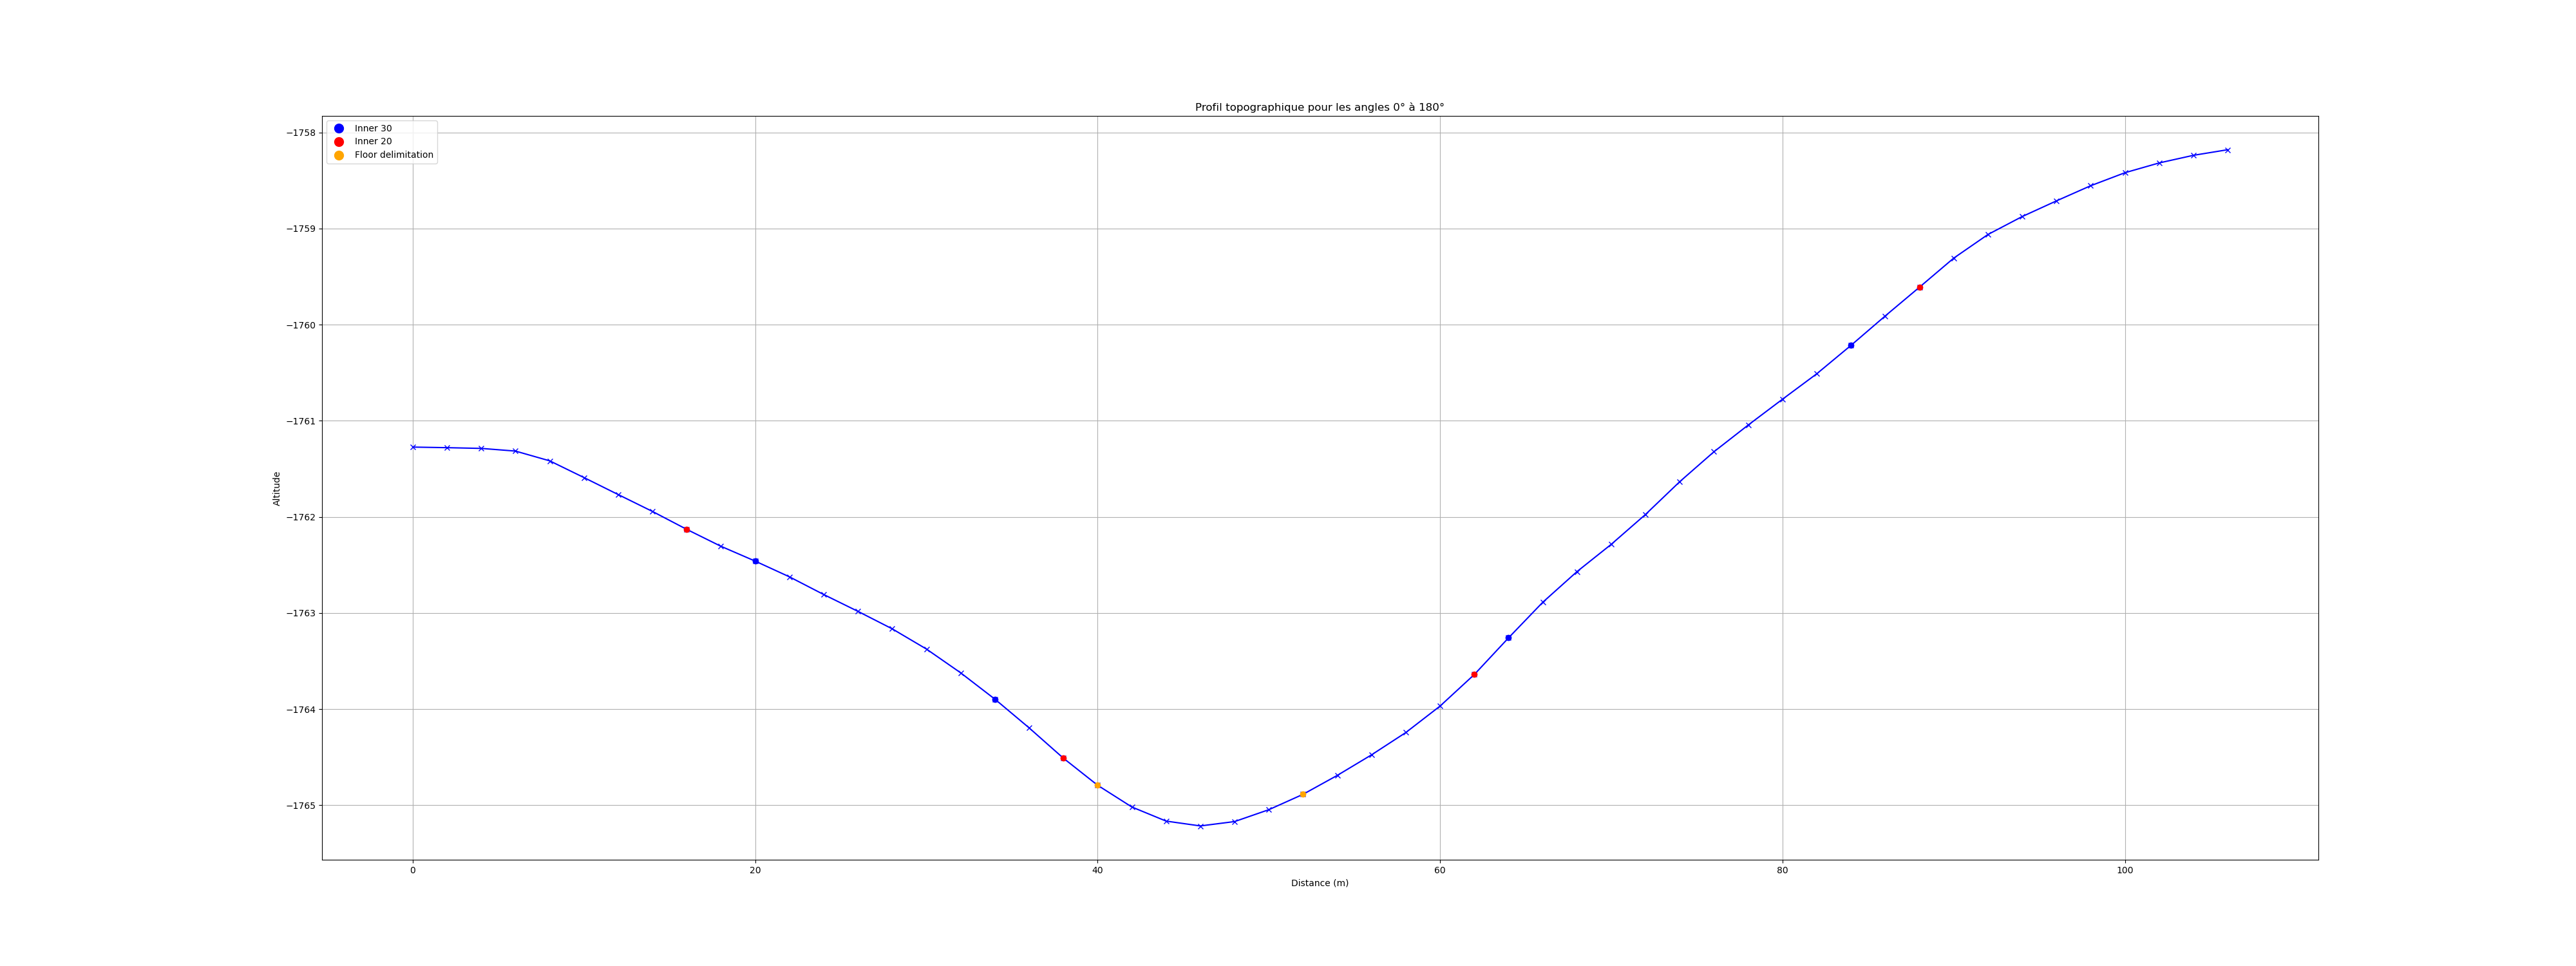 Profil topographique pour les angles 0° à 180°
Inner 30
Inner 20
Floor delimitation
−1758
−1759
−1760
−1761
−1762
−1763
−1764
−1765
Altitude
0 20 40 60 80 100
Distance (m)